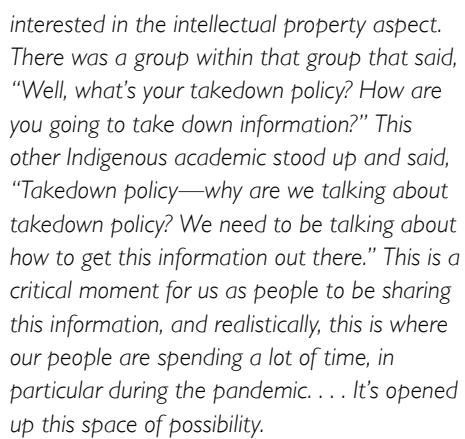 interested in the intellectual property aspect.
There was a group within that group that said,
“Well, what’s your takedown policy? How are
you going to take down information?” This
other Indigenous academic stood up and said,
“Takedown policy—why are we talking about
takedown policy? We need to be talking about
how to get this information out there.” This is a
critical moment for us as people to be sharing
this information, and realistically, this is where
our people are spending a lot of time, in
particular during the pandemic. . . . It’s opened
up this space of possibility.